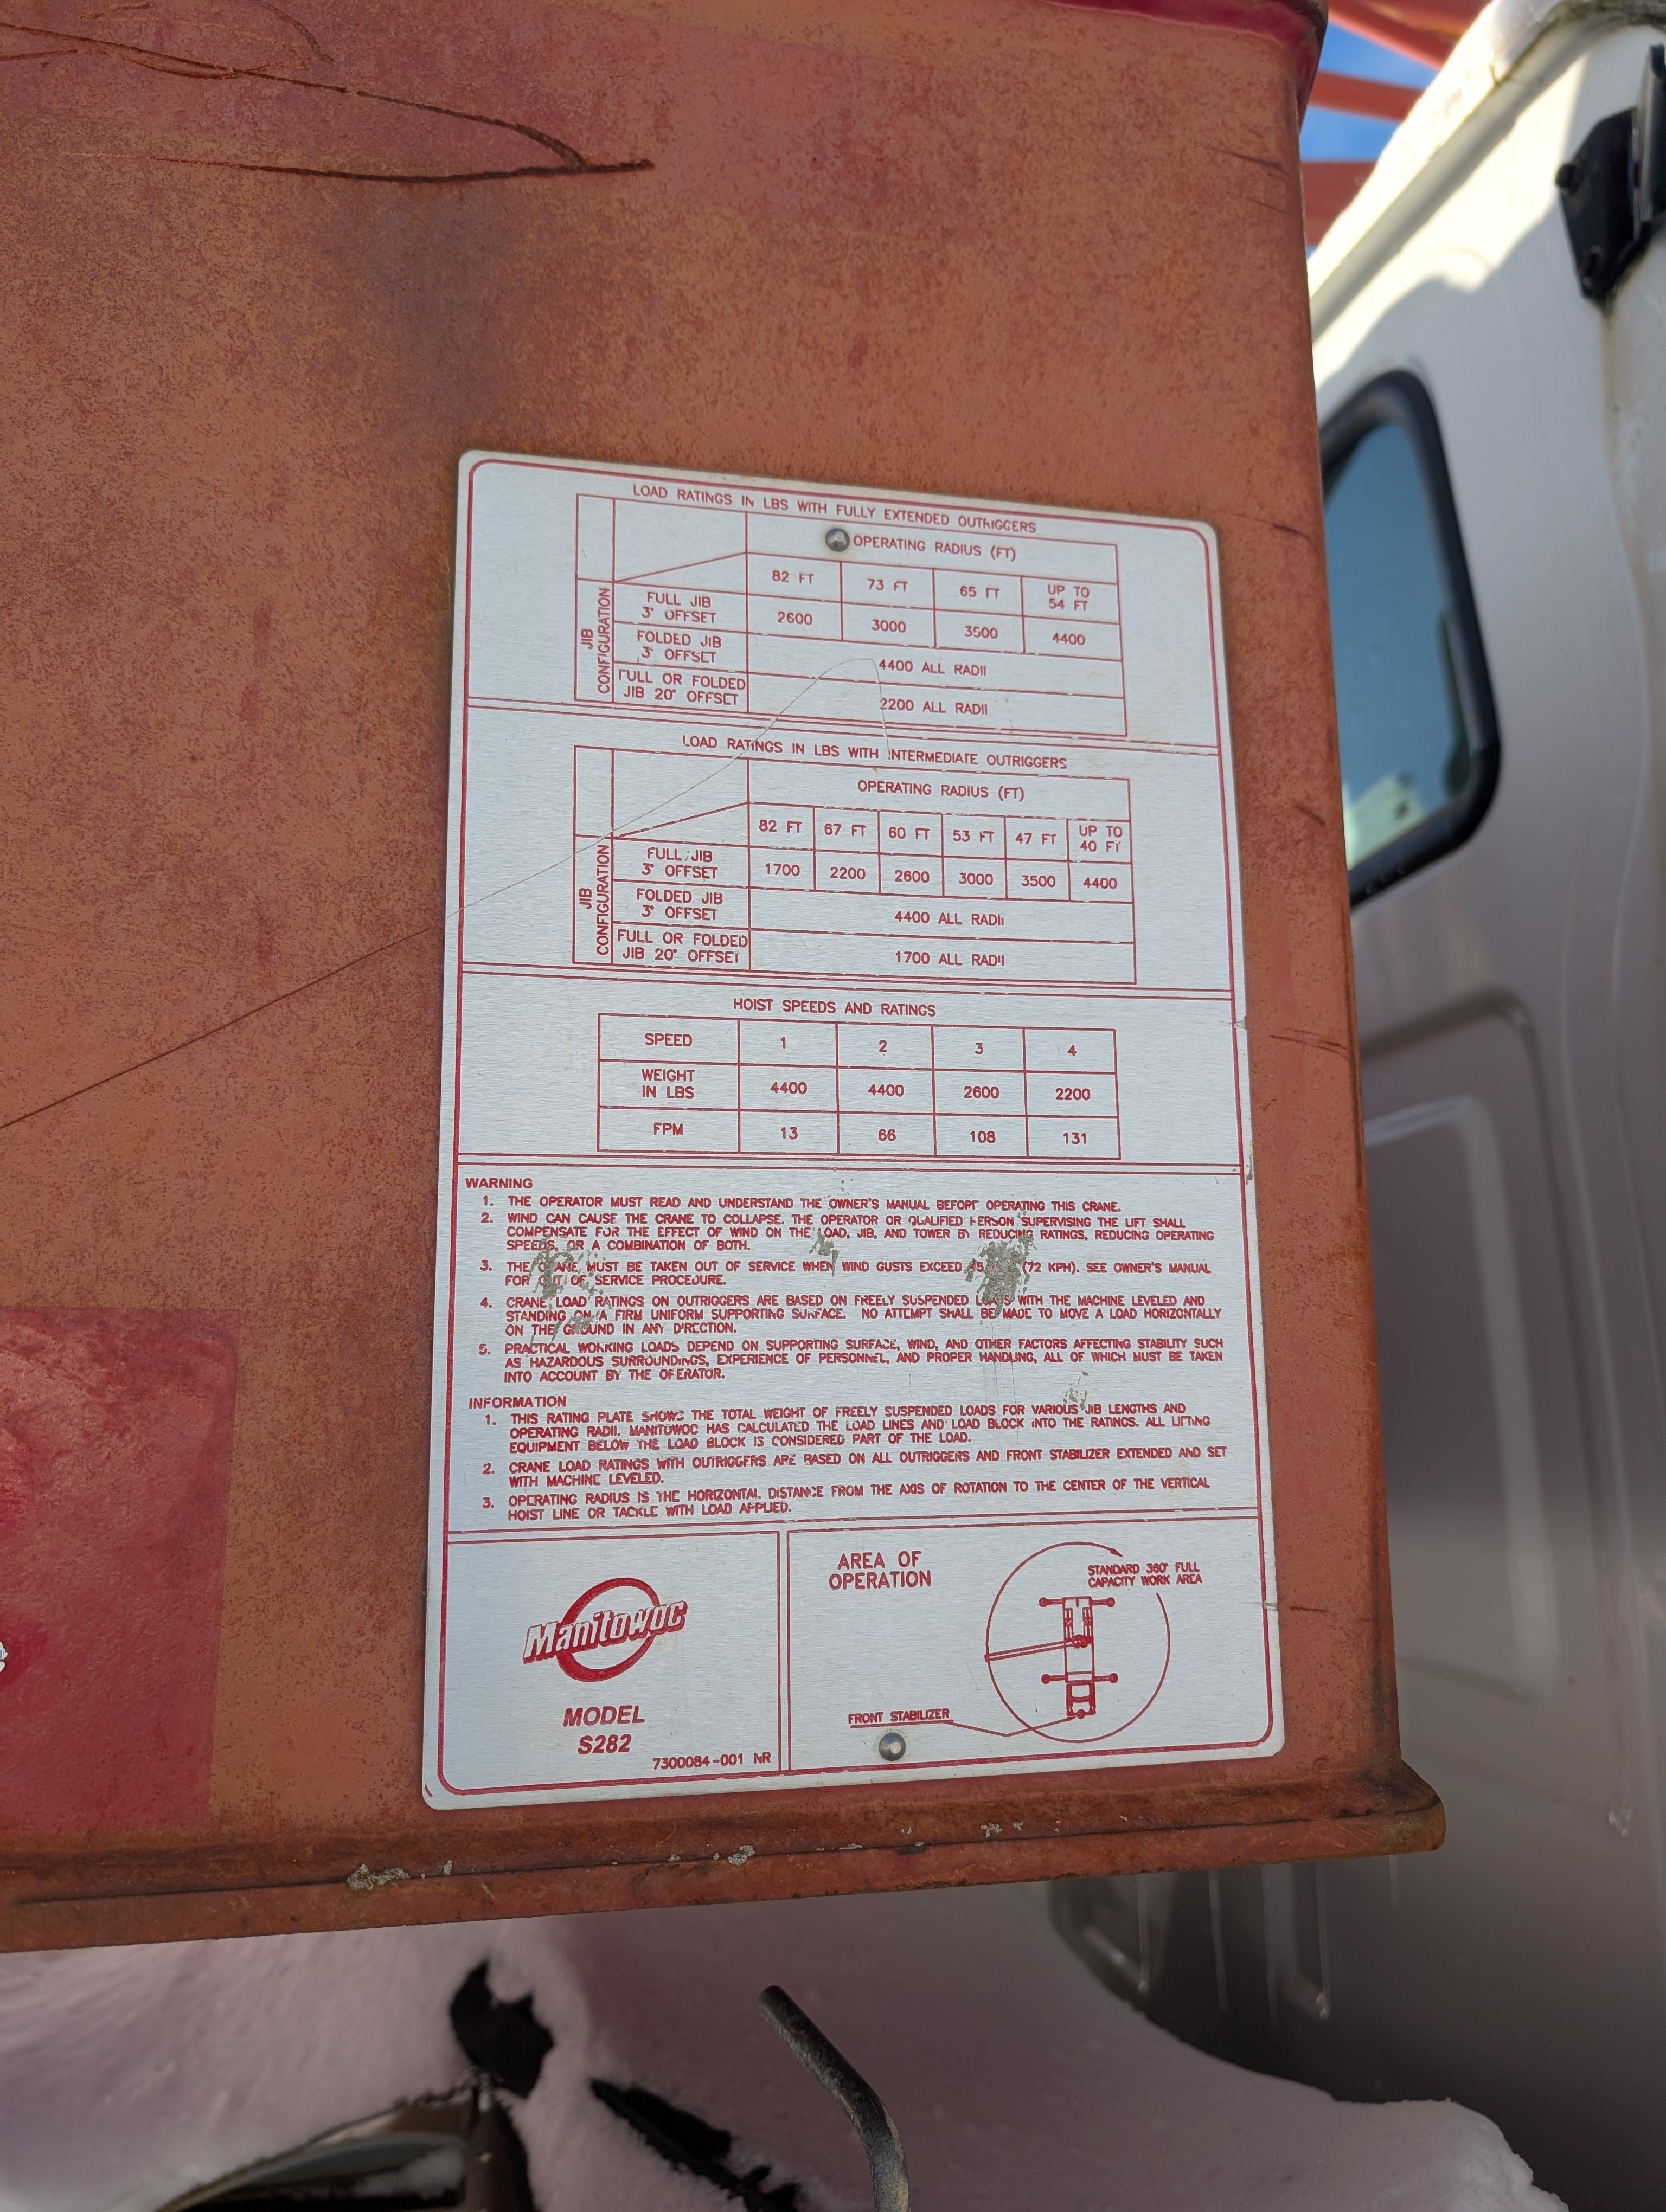 LOAD RATINGS IN LBS WITH FULLY EXTENDED OUTRIGGERS
OPERATING RADIUS (FT)
82 FT 73 FT 65 FT UP TO
54 FT
JIB
CONFIGURATION
FULL JIB
3° OFFSET
2600 3000 3500 4400
FOLDED JIB
3° OFFSET
4400 ALL RADII
FULL OR FOLDED
JIB 20° OFFSET
2200 ALL RADII
LOAD RATINGS IN LBS WITH INTERMEDIATE OUTRIGGERS
OPERATING RADIUS (FT)
82 FT 67 FT 60 FT 53 FT 47 FT UP TO
40 FT
JIB
CONFIGURATION
FULL JIB
3° OFFSET
1700 2200 2600 3000 3500 4400
FOLDED JIB
3° OFFSET
4400 ALL RADII
FULL OR FOLDED
JIB 20° OFFSET
1700 ALL RADII
HOIST SPEEDS AND RATINGS
SPEED 1 2 3 4
WEIGHT
IN LBS
4400 4400 2600 2200
FPM 13 66 108 131
WARNING
1. THE OPERATOR MUST READ AND UNDERSTAND THE OWNER'S MANUAL BEFORE OPERATING THIS CRANE.
2. WIND CAN CAUSE THE CRANE TO COLLAPSE. THE OPERATOR OR QUALIFIED PERSON SUPERVISING THE LIFT SHALL
COMPENSATE FOR THE EFFECT OF WIND ON THE LOAD, JIB, AND TOWER BY REDUCING RATINGS, REDUCING OPERATING
SPEEDS, OR A COMBINATION OF BOTH.
3. THE CRANE MUST BE TAKEN OUT OF SERVICE WHEN WIND GUSTS EXCEED (72 KPH). SEE OWNER'S MANUAL
FOR OUT OF SERVICE PROCEDURE.
4. CRANE LOAD RATINGS ON OUTRIGGERS ARE BASED ON FREELY SUSPENDED LOADS WITH THE MACHINE LEVELED AND
STANDING ON A FIRM UNIFORM SUPPORTING SURFACE. NO ATTEMPT SHALL BE MADE TO MOVE A LOAD HORIZONTALLY
ON THE GROUND IN ANY DIRECTION.
5. PRACTICAL WORKING LOADS DEPEND ON SUPPORTING SURFACE, WIND, AND OTHER FACTORS AFFECTING STABILITY SUCH
AS HAZARDOUS SURROUNDINGS, EXPERIENCE OF PERSONNEL, AND PROPER HANDLING, ALL OF WHICH MUST BE TAKEN
INTO ACCOUNT BY THE OPERATOR.
INFORMATION
1. THIS RATING PLATE SHOWS THE TOTAL WEIGHT OF FREELY SUSPENDED LOADS FOR VARIOUS JIB LENGTHS AND
OPERATING RADII. MANITOWOC HAS CALCULATED THE LOAD LINES AND LOAD BLOCK INTO THE RATINGS. ALL LIFTING
EQUIPMENT BELOW THE LOAD BLOCK IS CONSIDERED PART OF THE LOAD.
2. CRANE LOAD RATINGS WITH OUTRIGGERS ARE BASED ON ALL OUTRIGGERS AND FRONT STABILIZER EXTENDED AND SET
WITH MACHINE LEVELED.
3. OPERATING RADIUS IS THE HORIZONTAL DISTANCE FROM THE AXIS OF ROTATION TO THE CENTER OF THE VERTICAL
HOIST LINE OR TACKLE WITH LOAD APPLIED.
Manitowoc
MODEL
S282
7300084-001 NR
AREA OF
OPERATION
STANDARD 360° FULL
CAPACITY WORK AREA
FRONT STABILIZER